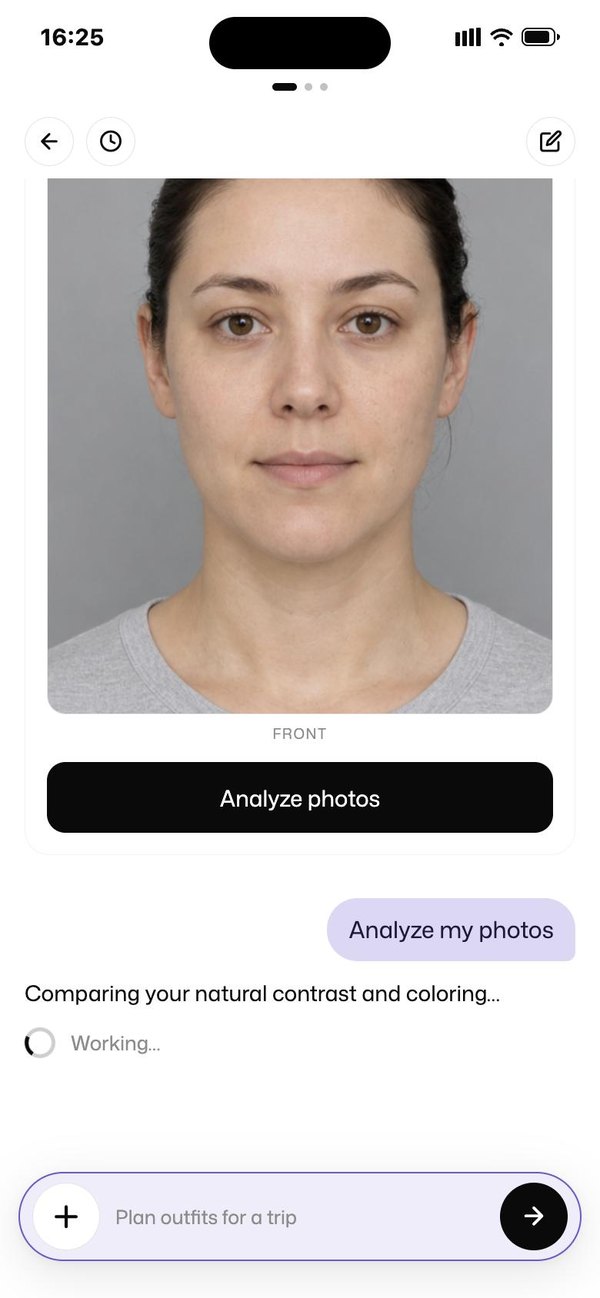 16:25
FRONT
Analyze photos
Analyze my photos
Comparing your natural contrast and coloring...
Working...
Plan outfits for a trip